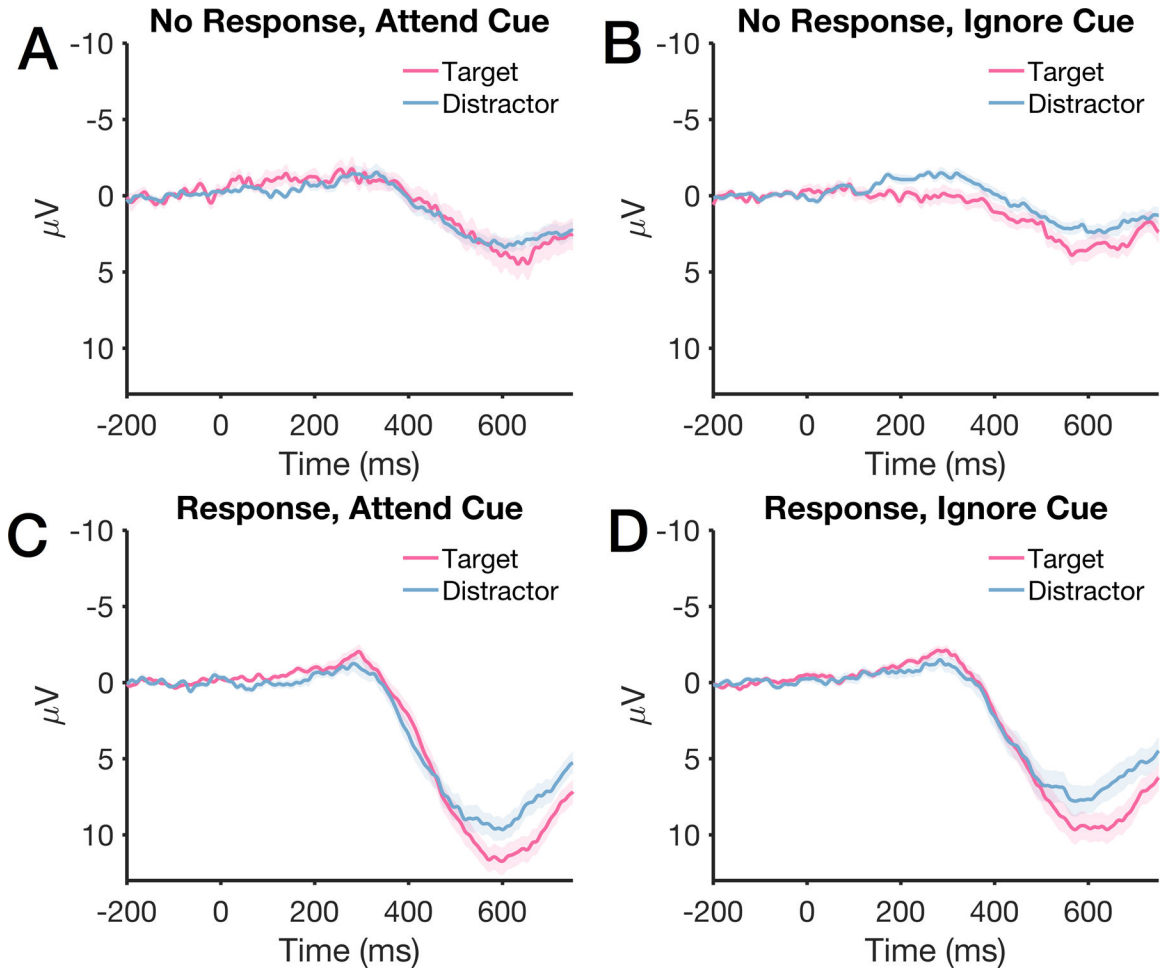 A
No Response, Attend Cue
-10
-5
0
5
10
µV
Target
Distractor
-200 0 200 400 600
Time (ms)
B
No Response, Ignore Cue
-10
-5
0
5
10
µV
Target
Distractor
-200 0 200 400 600
Time (ms)
C
Response, Attend Cue
-10
-5
0
5
10
µV
Target
Distractor
-200 0 200 400 600
Time (ms)
D
Response, Ignore Cue
-10
-5
0
5
10
µV
Target
Distractor
-200 0 200 400 600
Time (ms)